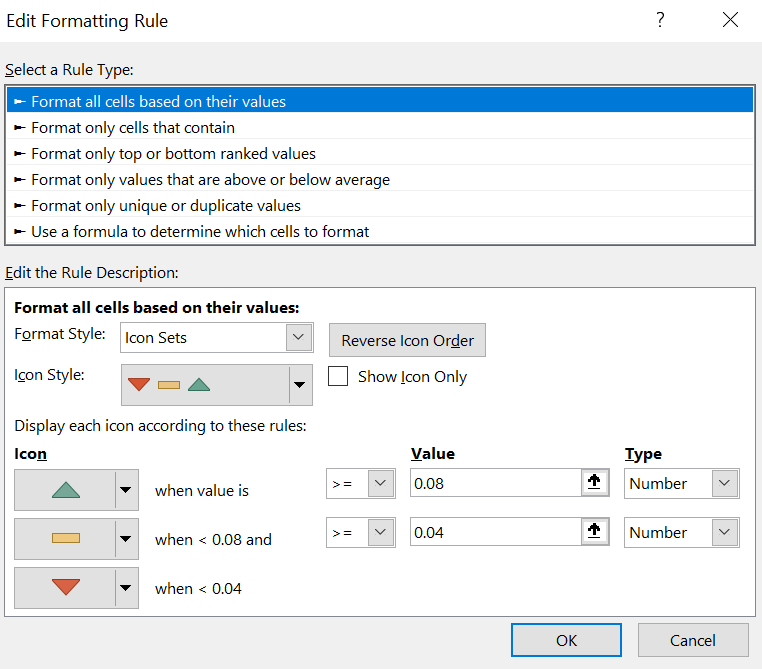 Edit Formatting Rule ?
Select a Rule Type:
► Format all cells based on their values
► Format only cells that contain
► Format only top or bottom ranked values
► Format only values that are above or below average
► Format only unique or duplicate values
► Use a formula to determine which cells to format
Edit the Rule Description:
Format all cells based on their values:
Format Style: Icon Sets Reverse Icon Order
Icon Style: Show Icon Only
Display each icon according to these rules:
Icon Value Type
when value is >= 0.08 Number
when < 0.08 and >= 0.04 Number
when < 0.04
OK Cancel